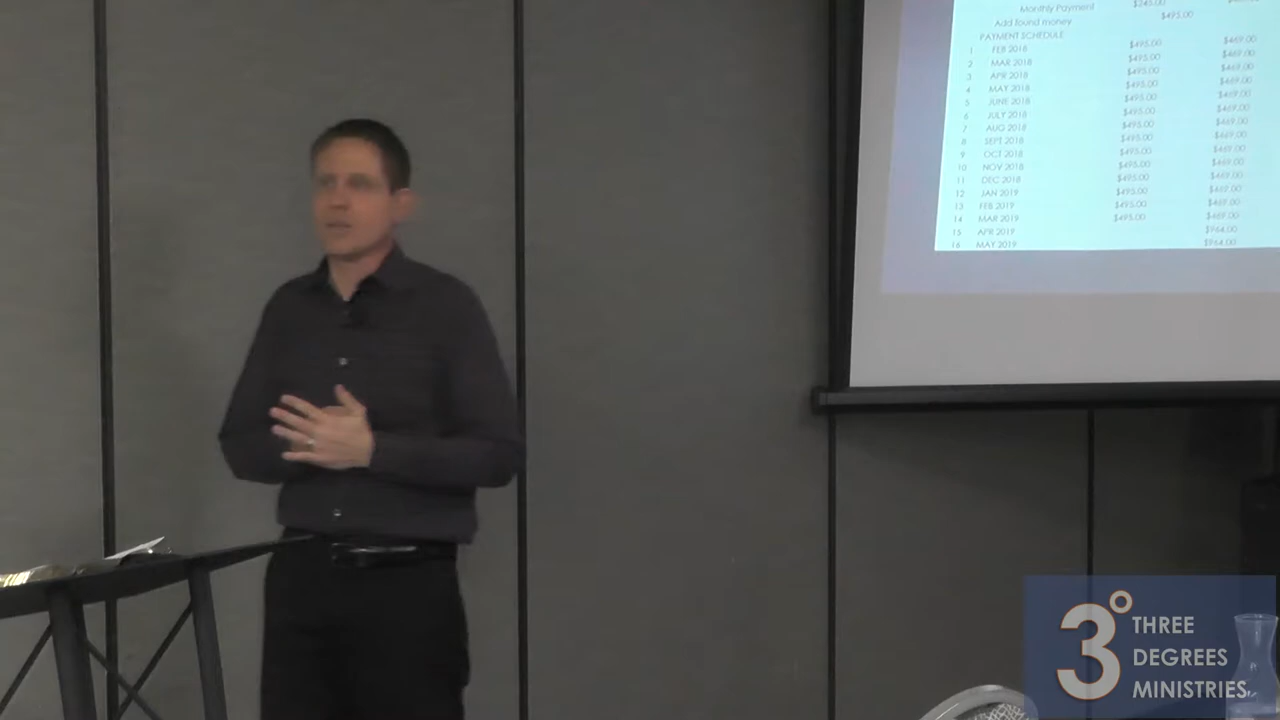 Monthly Payment $245.00
$495.00
Add found money
PAYMENT SCHEDULE
1 FEB 2018 $495.00 $469.00
2 MAR 2018 $495.00 $469.00
3 APR 2018 $495.00 $469.00
4 MAY 2018 $495.00 $469.00
5 JUNE 2018 $495.00 $469.00
6 JULY 2018 $495.00 $469.00
7 AUG 2018 $495.00 $469.00
8 SEPT 2018 $495.00 $469.00
9 OCT 2018 $495.00 $469.00
10 NOV 2018 $495.00 $469.00
11 DEC 2018 $495.00 $469.00
12 JAN 2019 $495.00 $469.00
13 FEB 2019 $495.00 $469.00
14 MAR 2019 $495.00 $469.00
15 APR 2019 $964.00
16 MAY 2019 $964.00
3° THREE
DEGREES
MINISTRIES